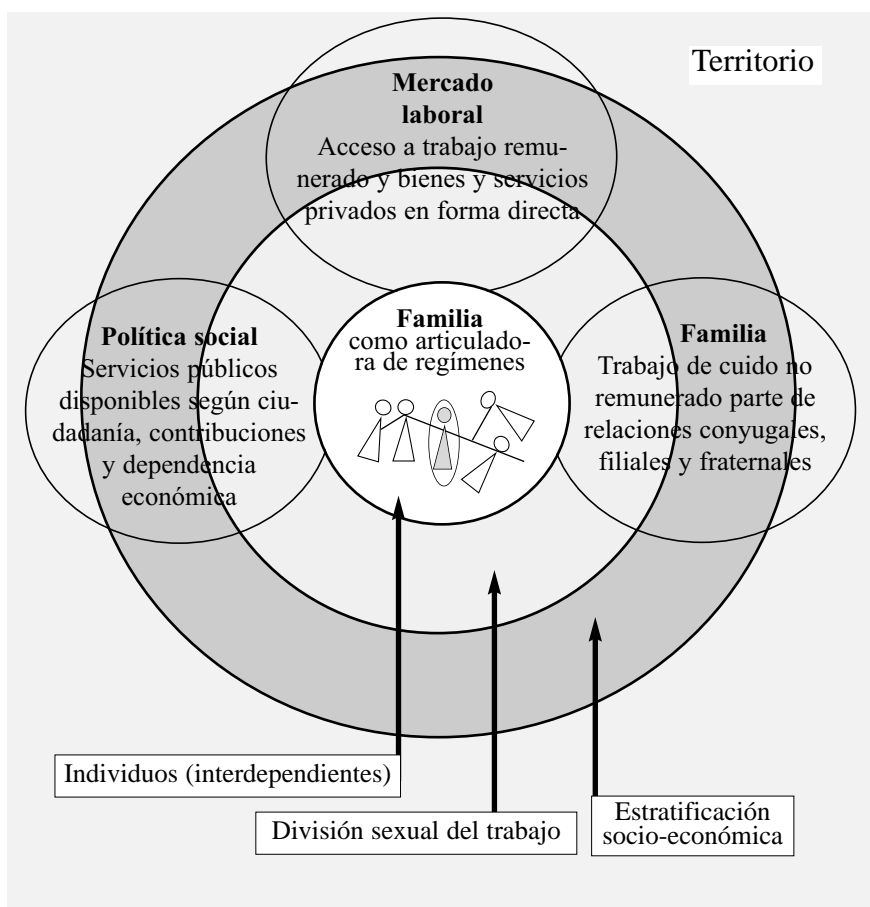 Territorio
Mercado
laboral
Acceso a trabajo remu-
nerado y bienes y servicios
privados en forma directa
Familia
como articulado-
ra de regímenes
Política social
Servicios públicos
disponibles según ciu-
dadanía, contribuciones
y dependencia
económica
Familia
Trabajo de cuido no
remunerado parte de
relaciones conyugales,
filiales y fraternales
Individuos (interdependientes)
División sexual del trabajo
Estratificación
socio-económica